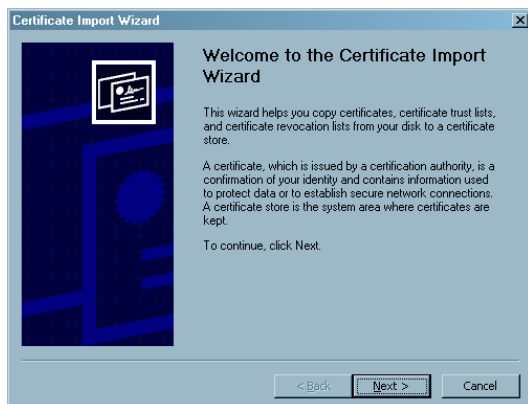 Certificate Import Wizard
Welcome to the Certificate Import
Wizard
This wizard helps you copy certificates, certificate trust lists,
and certificate revocation lists from your disk to a certificate
store.
A certificate, which is issued by a certification authority, is a
confirmation of your identity and contains information used
to protect data or to establish secure network connections.
A certificate store is the system area where certificates are
kept.
To continue, click Next.
< Back Next > Cancel